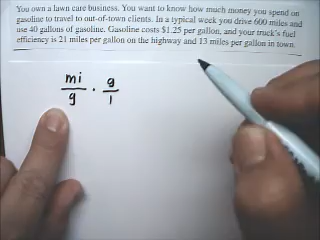 You own a lawn care business. You want to know how much money you spend on
gasoline to travel to out-of-town clients. In a typical week you drive 600 miles and
use 40 gallons of gasoline. Gasoline costs $1.25 per gallon, and your truck's fuel
efficiency is 21 miles per gallon on the highway and 13 miles per gallon in town.
mi/g · g/1